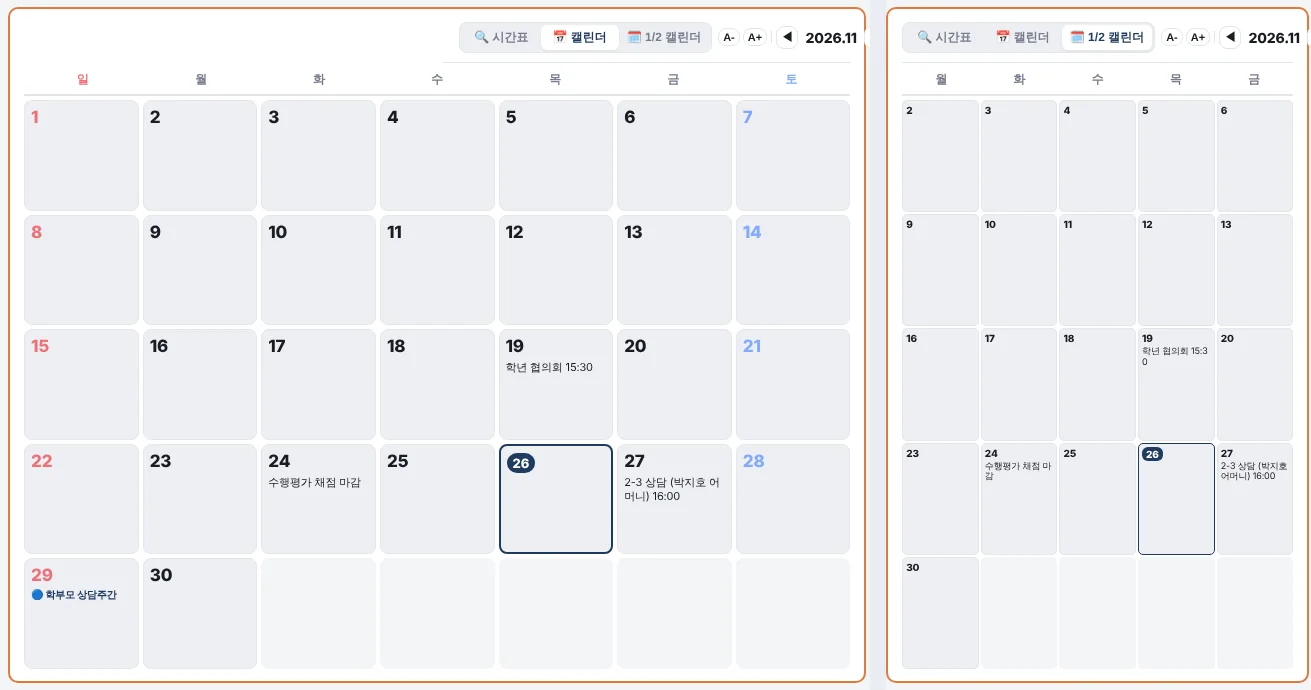 🔍 시간표 📅 캘린더 🗓️ 1/2 캘린더 A- A+ ◀ 2026.11
일 월 화 수 목 금 토
1 2 3 4 5 6 7
8 9 10 11 12 13 14
15 16 17 18 19 20 21
학년 협의회 15:30
22 23 24 25 26 27 28
수행평가 채점 마감
2-3 상담 (박지호 어
머니) 16:00
29 30
🔵 학부모 상담주간
🔍 시간표 📅 캘린더 🗓️ 1/2 캘린더 A- A+ ◀ 2026.11
월 화 수 목 금
2 3 4 5 6
9 10 11 12 13
16 17 18 19 20
학년 협의회 15:3
0
23 24 25 26 27
수행평가 채점 마
감
2-3 상담 (박지호
어머니) 16:00
30